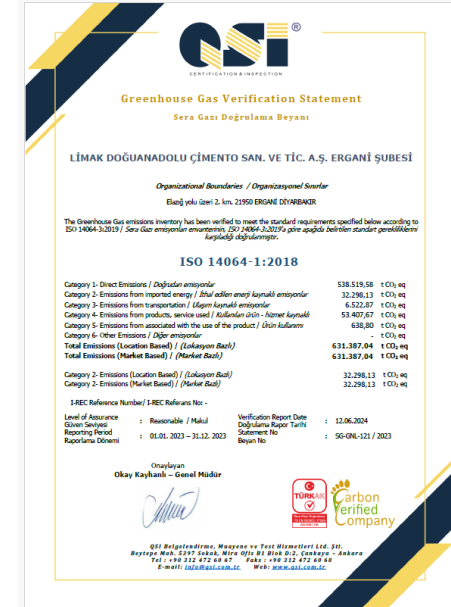 QSI ®
CERTIFICATION & INSPECTION
Greenhouse Gas Verification Statement
Sera Gazı Doğrulama Beyanı
LİMAK DOĞUANADOLU ÇİMENTO SAN. VE TİC. A.Ş. ERGANİ ŞUBESİ
Organizational Boundaries / Organizasyonel Sınırlar
Elazığ yolu üzeri 2. km. 21950 ERGANİ DİYARBAKIR
The Greenhouse Gas emissions inventory has been verified to meet the standard requirements specified below according to
ISO 14064-3:2019 / Sera Gazı emisyonları envanterinin, ISO 14064-3:2019'a göre aşağıda belirtilen standart gerekliliklerini
karşıladığı doğrulanmıştır.
ISO 14064-1:2018
Category 1- Direct Emissions / Doğrudan emisyonlar 538.519,58 t CO₂ eq
Category 2- Emissions from imported energy / İthal edilen enerji kaynaklı emisyonlar 32.298,13 t CO₂ eq
Category 3- Emissions from transportation / Ulaşım kaynaklı emisyonlar 6.522,87 t CO₂ eq
Category 4- Emissions from products, service used / Kullanılan ürün - hizmet kaynaklı 53.407,67 t CO₂ eq
Category 5- Emissions from associated with the use of the product / Ürün kullanımı 638,80 t CO₂ eq
Category 6- Other Emissions / Diğer emisyonlar - t CO₂ eq
Total Emissions (Location Based) / (Lokasyon Bazlı) 631.387,04 t CO₂ eq
Total Emissions (Market Based) / (Market Bazlı) 631.387,04 t CO₂ eq
Category 2- Emissions (Location Based) / (Lokasyon Bazlı) 32.298,13 t CO₂ eq
Category 2- Emissions (Market Based) / (Market Bazlı) 32.298,13 t CO₂ eq
I-REC Reference Number/ I-REC Referans No: -
Level of Assurance
Güven Seviyesi : Reasonable / Makul
Verification Report Date
Doğrulama Rapor Tarihi : 12.06.2024
Reporting Period
Raporlama Dönemi : 01.01. 2023 – 31.12. 2023
Statement No
Beyan No : SG-GNL-121 / 2023
Onaylayan
Okay Kayhanlı – Genel Müdür
TÜRKAK
Carbon
Verified
Company
QSI Belgelendirme, Muayene ve Test Hizmetleri Ltd. Şti.
Beştepe Mah. 5397 Sokak, Mira Ofis B1 Blok D:2, Çankaya - Ankara
Tel : +90 312 472 60 67 Faks : +90 312 472 60 68
E-mail: info@qsi.com.tr Web: www.qsi.com.tr